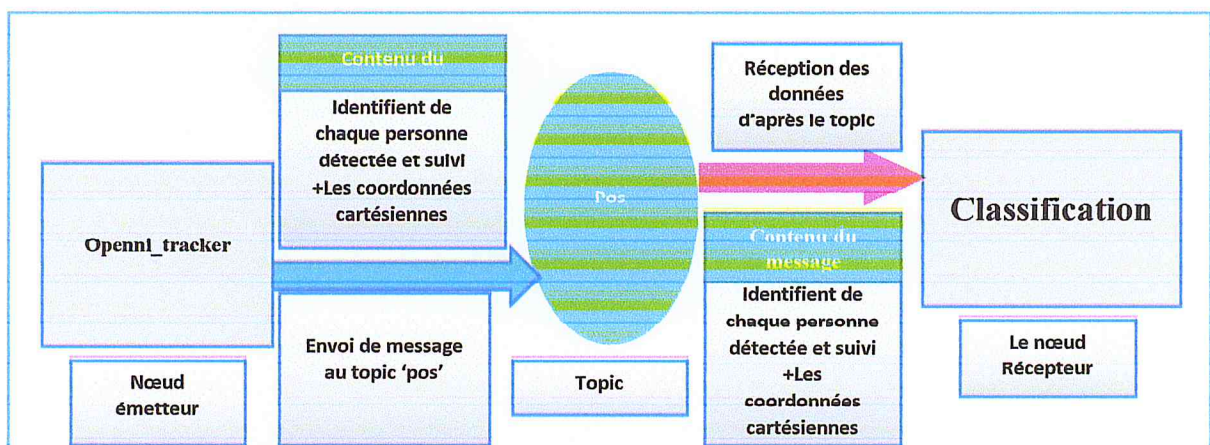 Openni_tracker
Nœud
émetteur
Contenu du
Identifient de
chaque personne
détectée et suivi
+Les coordonnées
cartésiennes
Envoi de message
au topic ‘pos’
Pos
Topic
Réception des
données
d'après le topic
Contenu du
message
Identifient de
chaque personne
détectée et suivi
+Les
coordonnées
cartésiennes
Classification
Le nœud
Récepteur